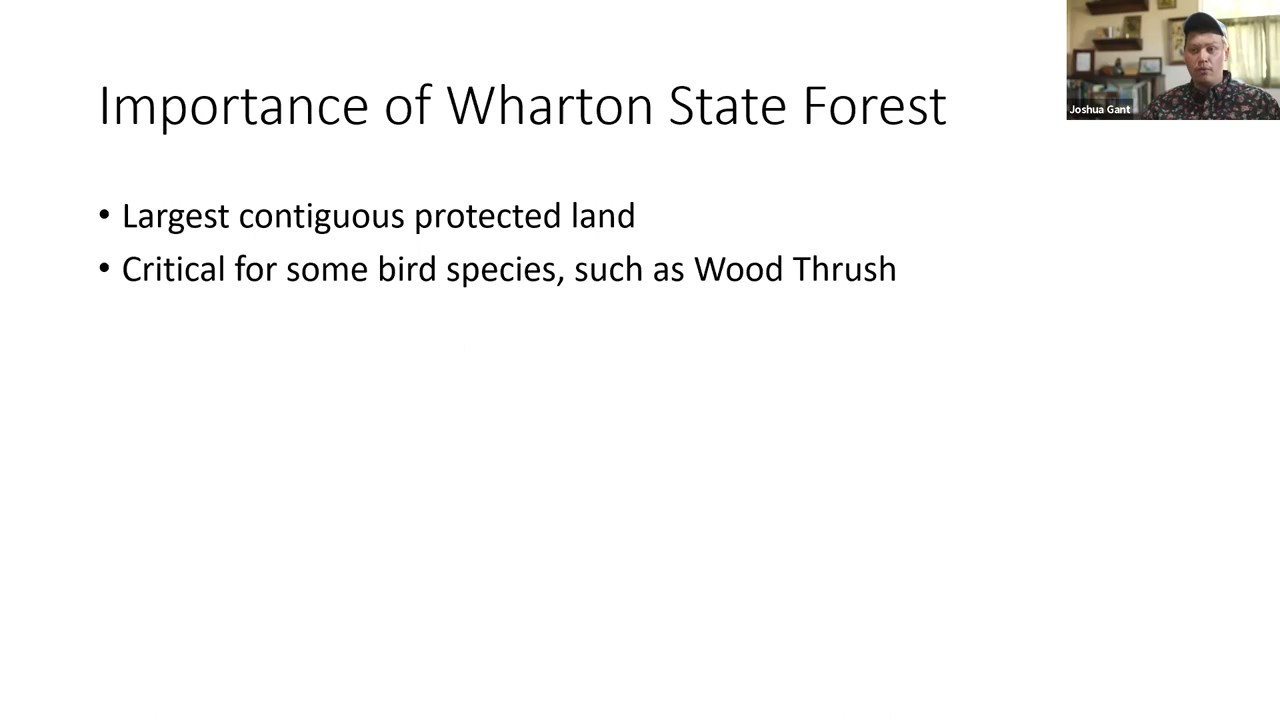 Importance of Wharton State Forest
Joshua Gant
• Largest contiguous protected land
• Critical for some bird species, such as Wood Thrush